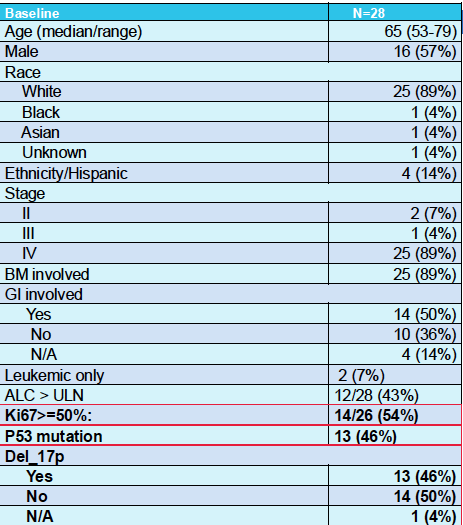 Baseline N=28
Age (median/range) 65 (53-79)
Male 16 (57%)
Race
White 25 (89%)
Black 1 (4%)
Asian 1 (4%)
Unknown 1 (4%)
Ethnicity/Hispanic 4 (14%)
Stage
II 2 (7%)
III 1 (4%)
IV 25 (89%)
BM involved 25 (89%)
GI involved
Yes 14 (50%)
No 10 (36%)
N/A 4 (14%)
Leukemic only 2 (7%)
ALC > ULN 12/28 (43%)
Ki67>=50%: 14/26 (54%)
P53 mutation 13 (46%)
Del_17p
Yes 13 (46%)
No 14 (50%)
N/A 1 (4%)